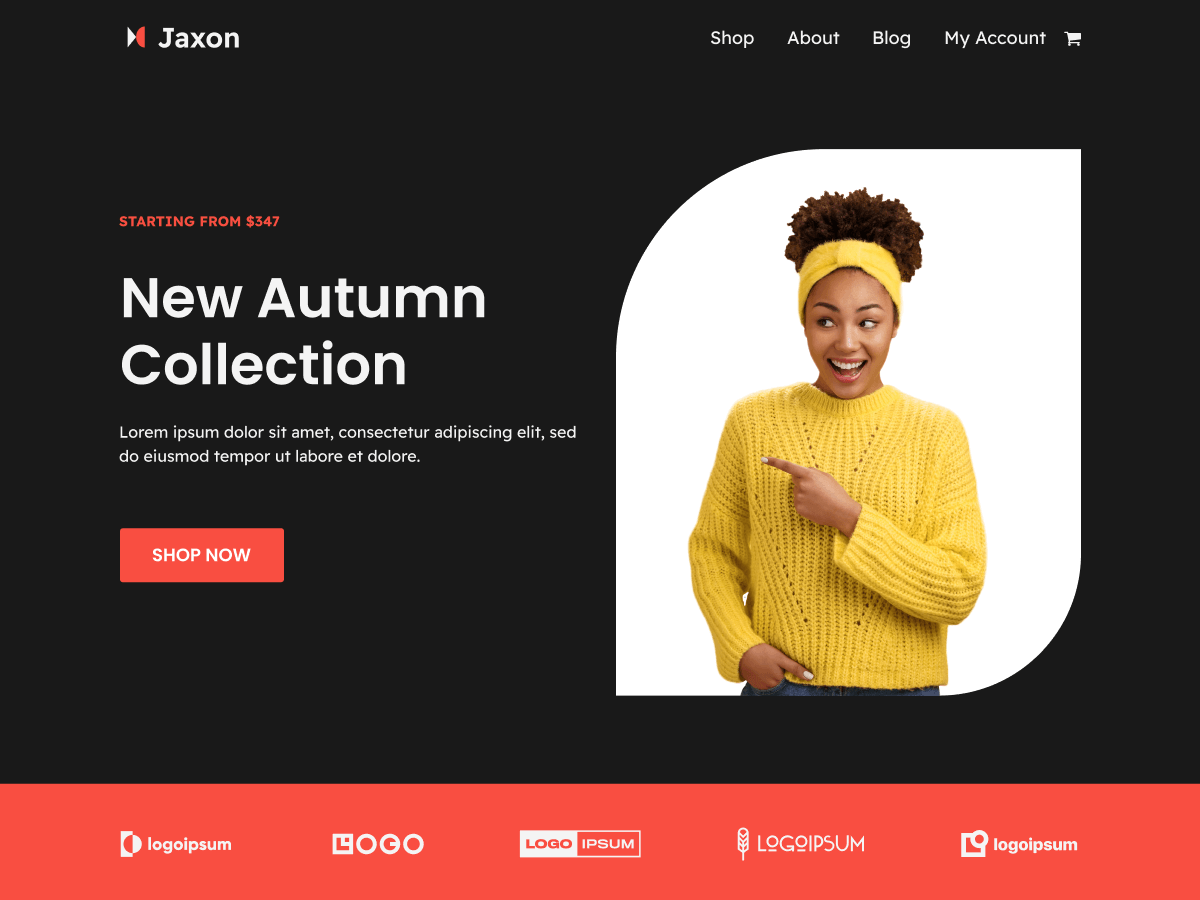 Jaxon
Shop About Blog My Account
STARTING FROM $347
New Autumn
Collection
Lorem ipsum dolor sit amet, consectetur adipiscing elit, sed
do eiusmod tempor ut labore et dolore.
SHOP NOW
logoipsum
LOGO
LOGO IPSUM
LOGOIPSUM
logoipsum